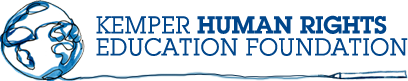 KEMPER HUMAN RIGHTS
EDUCATION FOUNDATION